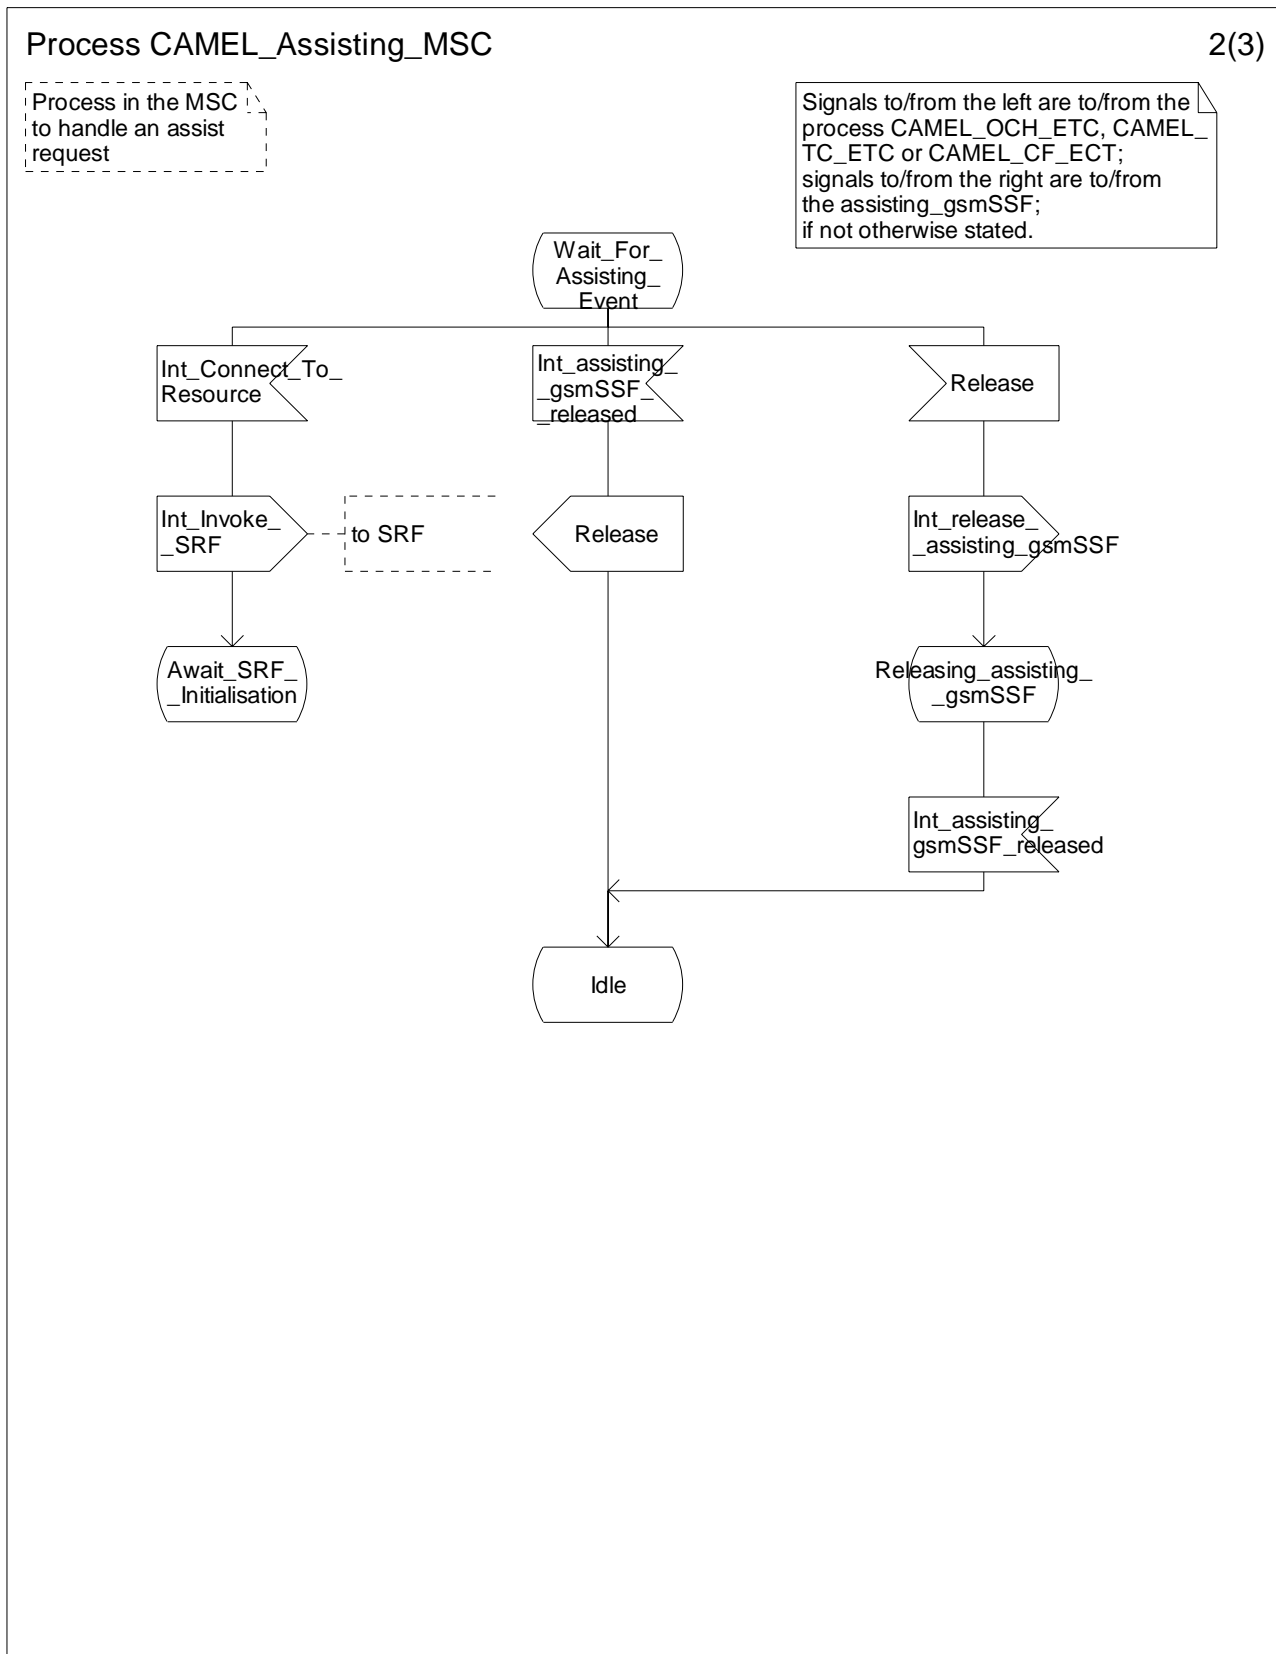 Process CAMEL_Assisting_MSC
2(3)
Process in the MSC
to handle an assist
request
Signals to/from the left are to/from the
process CAMEL_OCH_ETC, CAMEL_
TC_ETC or CAMEL_CF_ECT;
signals to/from the right are to/from
the assisting_gsmSSF;
if not otherwise stated.
Wait_For_
Assisting_
Event
Int_Connect_To_
Resource
Int_assisting_
_gsmSSF_
_released
Release
Int_Invoke_
_SRF
to SRF
Release
Int_release_
_assisting_gsmSSF
Await_SRF_
_Initialisation
Releasing_assisting_
_gsmSSF
Int_assisting_
gsmSSF_released
Idle